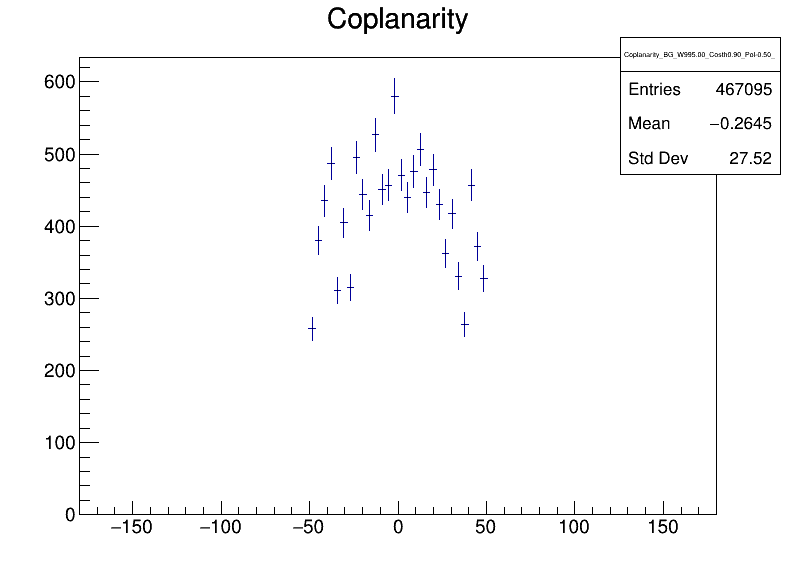 Coplanarity
Coplanarity_BG_W995.00_Costh0.90_Pol-0.50_
Entries 467095
Mean −0.2645
Std Dev 27.52
600
500
400
300
200
100
0
−150 −100 −50 0 50 100 150